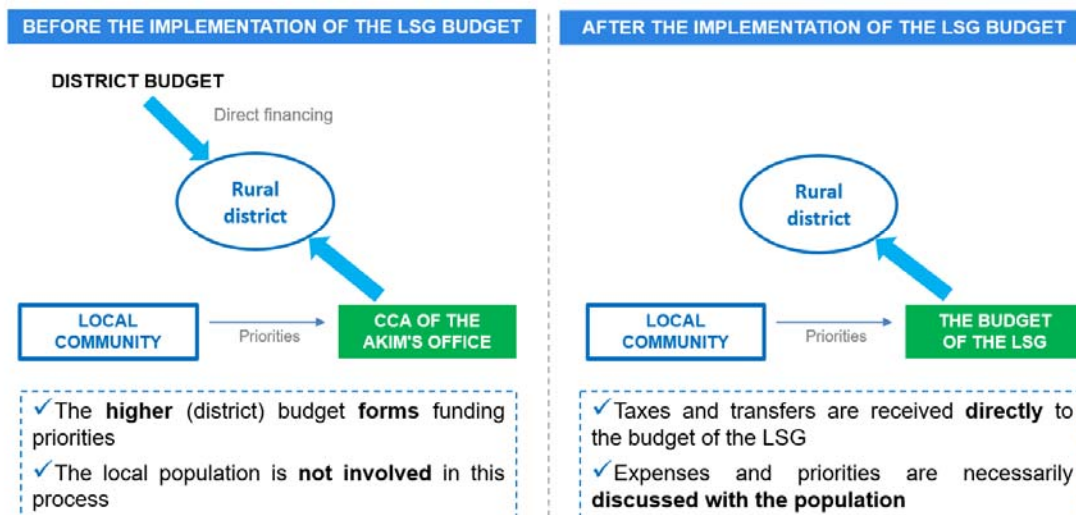 BEFORE THE IMPLEMENTATION OF THE LSG BUDGET
DISTRICT BUDGET
Direct financing
Rural
district
LOCAL
COMMUNITY
Priorities
CCA OF THE
AKIM'S OFFICE
✓The higher (district) budget forms funding
priorities
✓The local population is not involved in this
process
AFTER THE IMPLEMENTATION OF THE LSG BUDGET
Rural
district
LOCAL
COMMUNITY
Priorities
THE BUDGET
OF THE LSG
✓Taxes and transfers are received directly to
the budget of the LSG
✓Expenses and priorities are necessarily
discussed with the population